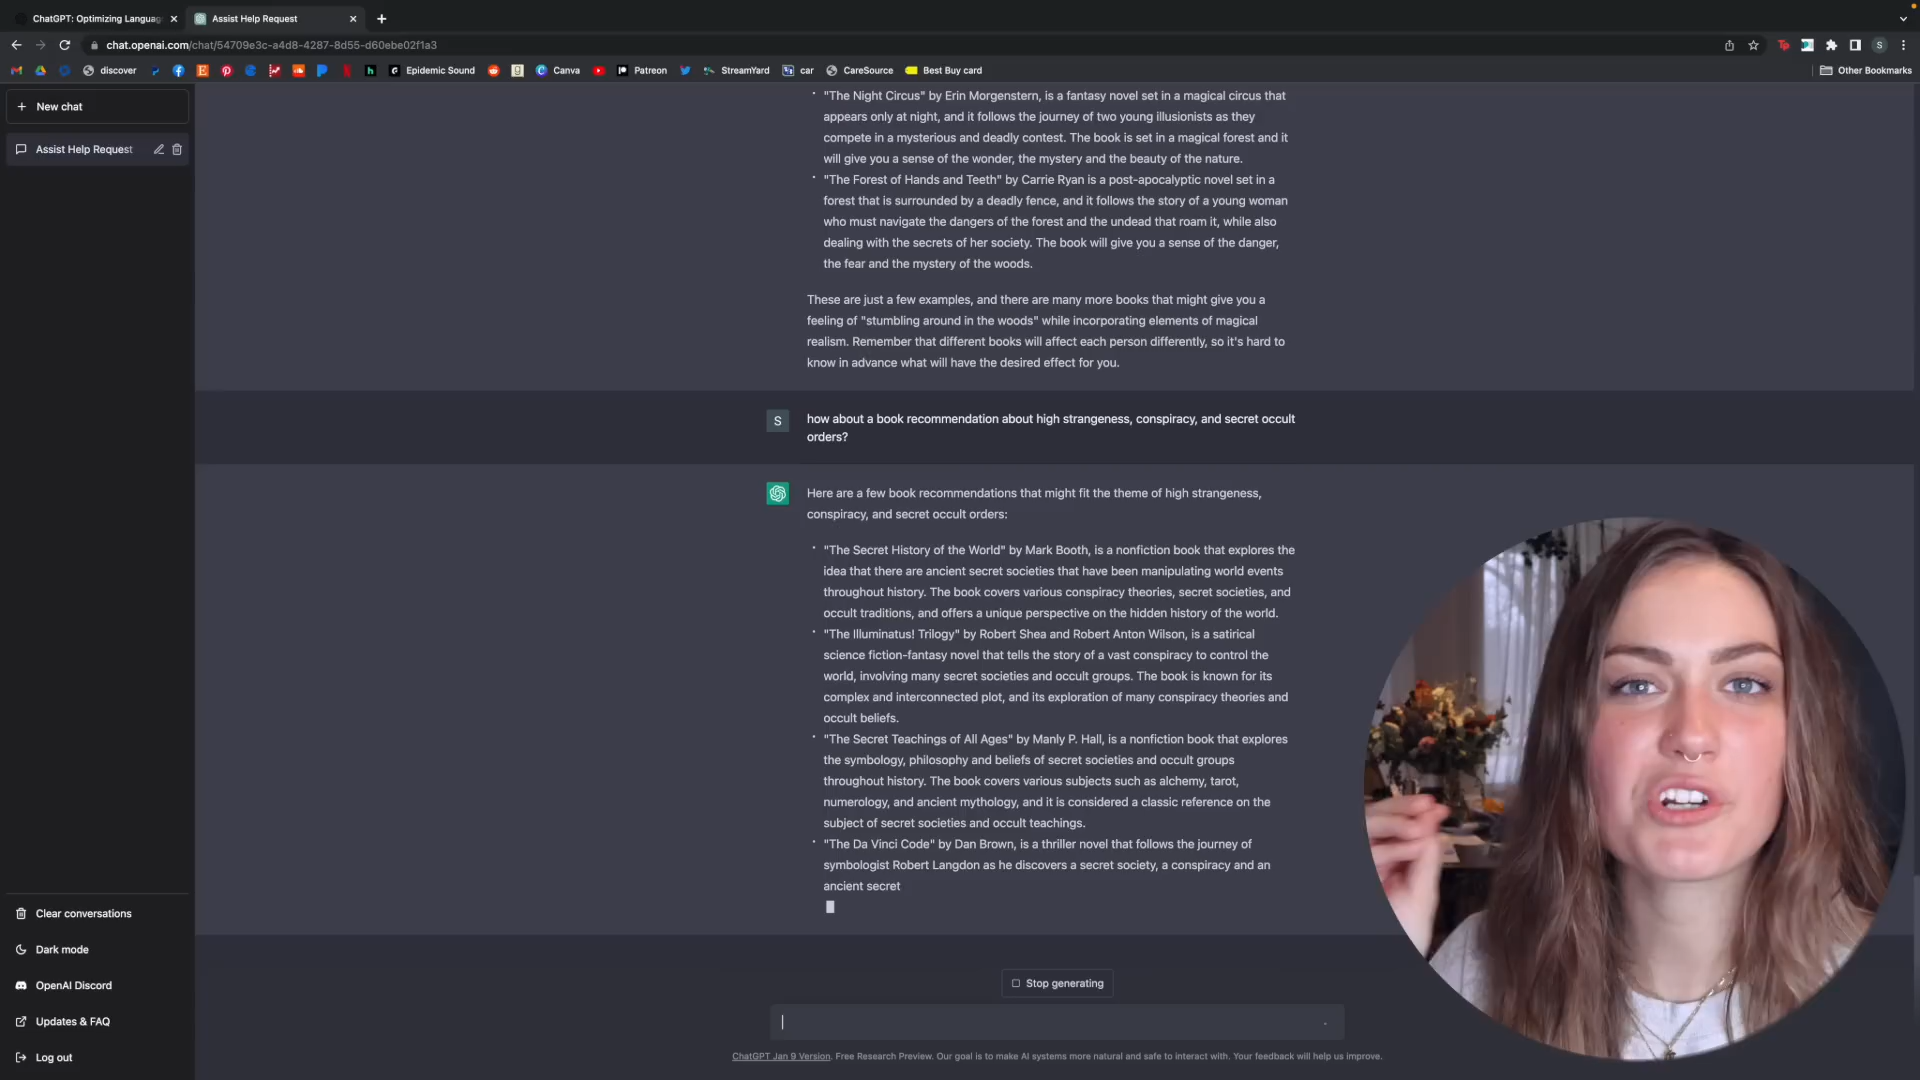 ChatGPT: Optimizing Languag
Assist Help Request
chat.openai.com/chat/54709e3c-a4d8-4287-8d55-d60ebe02f1a3
S
discover
Epidemic Sound
Canva
Patreon
StreamYard
car
CareSource
Best Buy card
Other Bookmarks
New chat
Assist Help Request
"The Night Circus" by Erin Morgenstern, is a fantasy novel set in a magical circus that
appears only at night, and it follows the journey of two young illusionists as they
compete in a mysterious and deadly contest. The book is set in a magical forest and it
will give you a sense of the wonder, the mystery and the beauty of the nature.
"The Forest of Hands and Teeth" by Carrie Ryan is a post-apocalyptic novel set in a
forest that is surrounded by a deadly fence, and it follows the story of a young woman
who must navigate the dangers of the forest and the undead that roam it, while also
dealing with the secrets of her society. The book will give you a sense of the danger,
the fear and the mystery of the woods.
These are just a few examples, and there are many more books that might give you a
feeling of "stumbling around in the woods" while incorporating elements of magical
realism. Remember that different books will affect each person differently, so it's hard to
know in advance what will have the desired effect for you.
S
how about a book recommendation about high strangeness, conspiracy, and secret occult
orders?
Here are a few book recommendations that might fit the theme of high strangeness,
conspiracy, and secret occult orders:
"The Secret History of the World" by Mark Booth, is a nonfiction book that explores the
idea that there are ancient secret societies that have been manipulating world events
throughout history. The book covers various conspiracy theories, secret societies, and
occult traditions, and offers a unique perspective on the hidden history of the world.
"The Illuminatus! Trilogy" by Robert Shea and Robert Anton Wilson, is a satirical
science fiction-fantasy novel that tells the story of a vast conspiracy to control the
world, involving many secret societies and occult groups. The book is known for its
complex and interconnected plot, and its exploration of many conspiracy theories and
occult beliefs.
"The Secret Teachings of All Ages" by Manly P. Hall, is a nonfiction book that explores
the symbology, philosophy and beliefs of secret societies and occult groups
throughout history. The book covers various subjects such as alchemy, tarot,
numerology, and ancient mythology, and it is considered a classic reference on the
subject of secret societies and occult teachings.
"The Da Vinci Code" by Dan Brown, is a thriller novel that follows the journey of
symbologist Robert Langdon as he discovers a secret society, a conspiracy and an
ancient secret
Clear conversations
Dark mode
OpenAI Discord
Updates & FAQ
Log out
Stop generating
ChatGPT Jan 9 Version. Free Research Preview. Our goal is to make AI systems more natural and safe to interact with. Your feedback will help us improve.